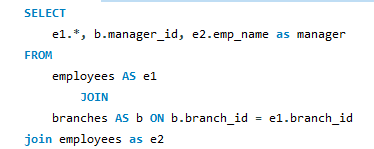 SELECT
e1.*, b.manager_id, e2.emp_name as manager
FROM
employees AS e1
JOIN
branches AS b ON b.branch_id = e1.branch_id
join employees as e2